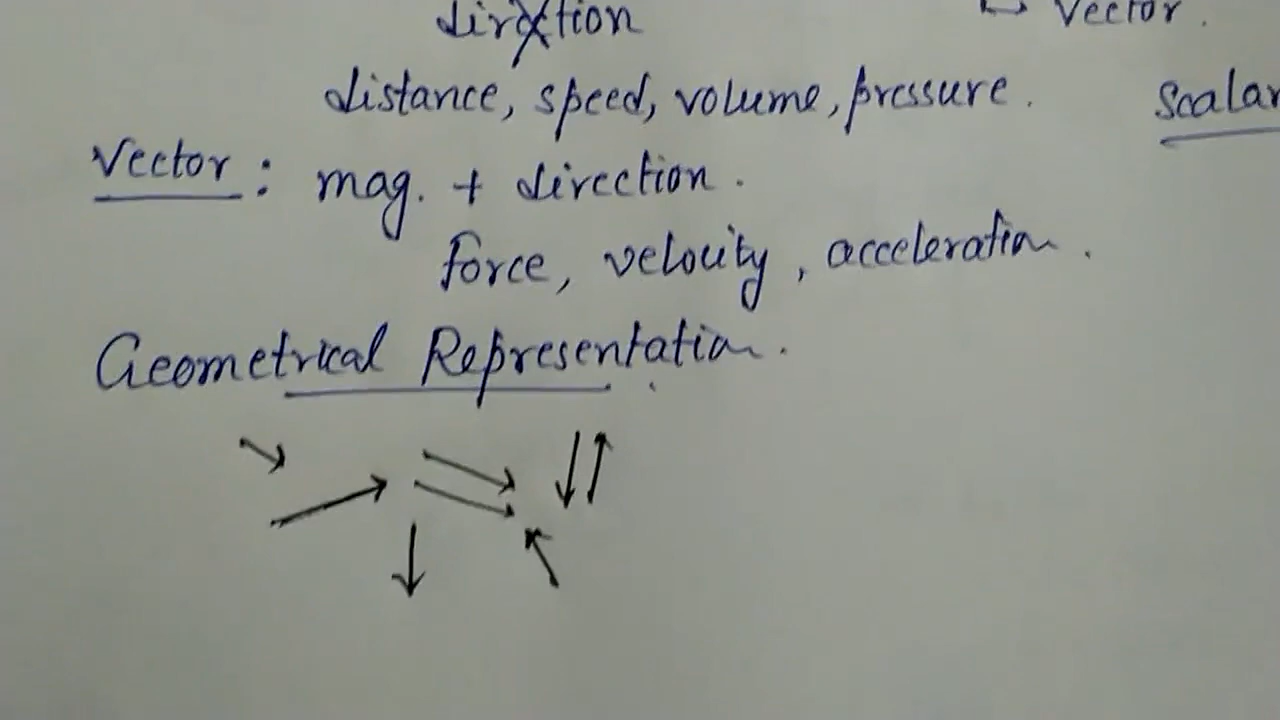 direction
Vector.
distance, speed, volume, pressure.
Scalar
Vector : mag. + direction.
force, velocity, acceleration.
Geometrical Representation.